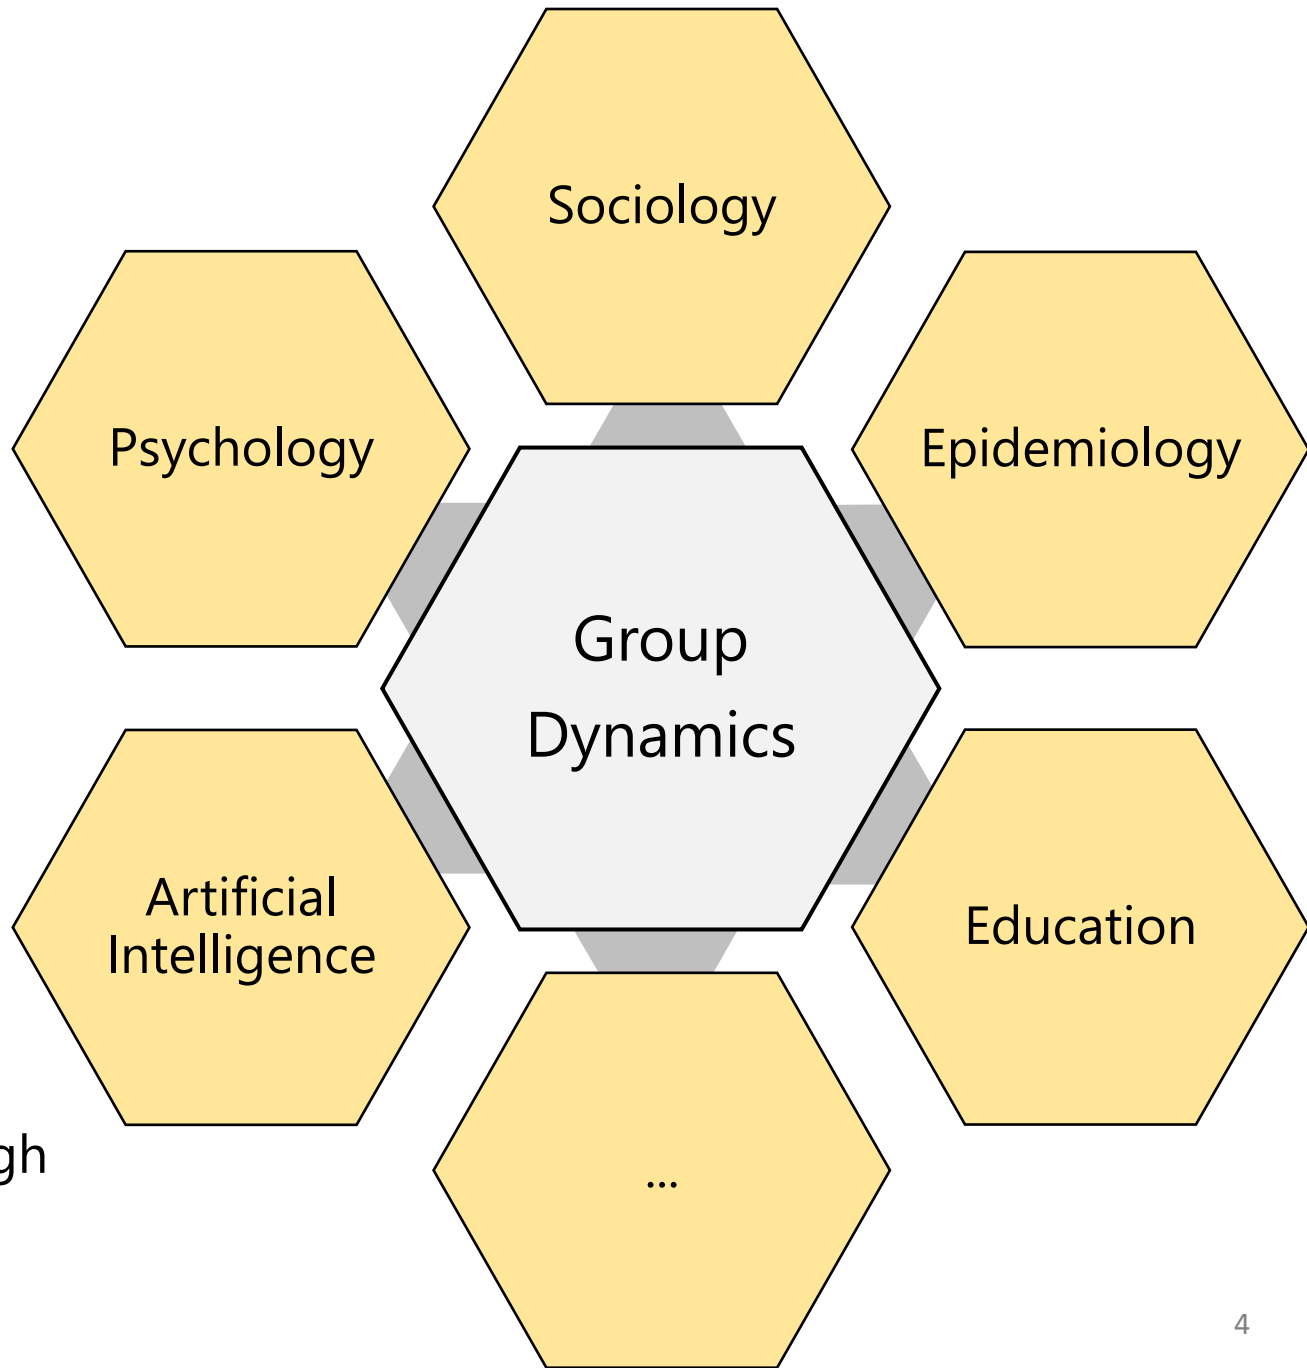 Sociology
Psychology
Epidemiology
Group
Dynamics
Artificial
Intelligence
Education
gh
...
4